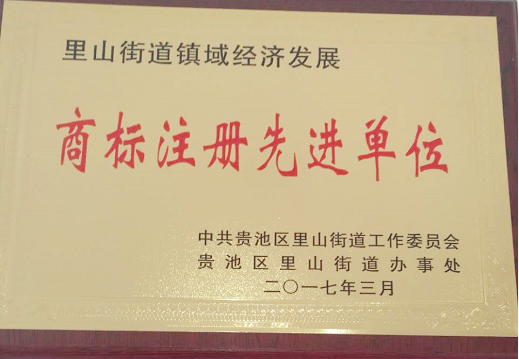 里山街道镇域经济发展
商标注册先进单位
中共贵池区里山街道工作委员会
贵池区里山街道办事处
二〇一七年三月